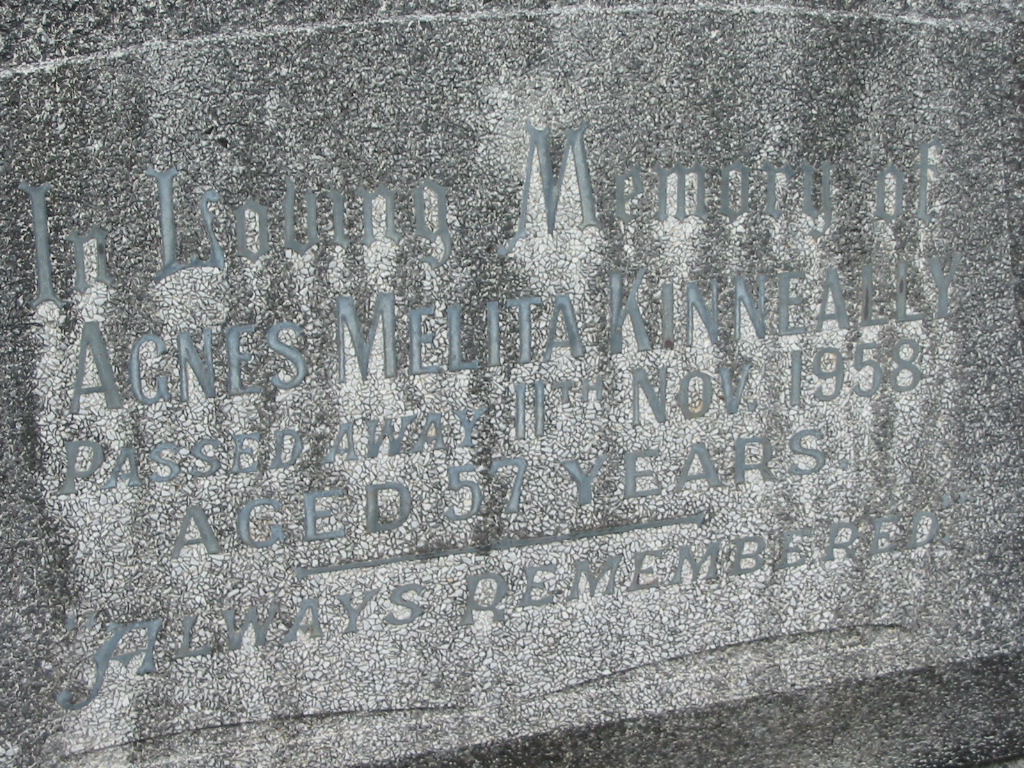 In Loving Memory of
AGNES MELITA KINNEALLY
PASSED AWAY 11TH NOV. 1958
AGED 57 YEARS.
"ALWAYS REMEMBERED."